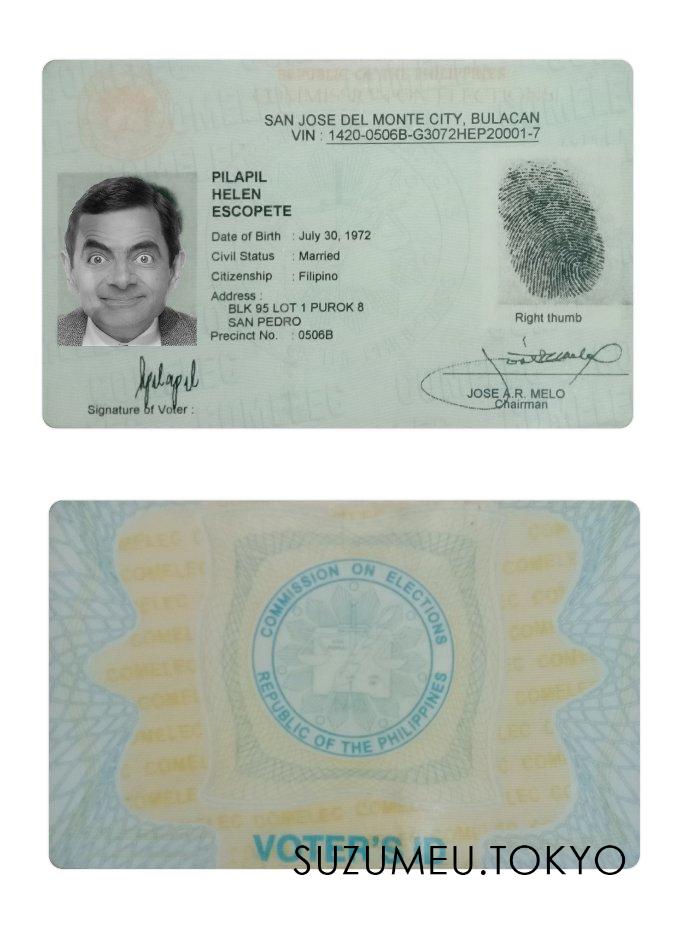 REPUBLIC OF THE PHILIPPINES
COMMISSION ON ELECTIONS
SAN JOSE DEL MONTE CITY, BULACAN
VIN : 1420-0506B-G3072HEP20001-7
PILAPIL
HELEN
ESCOPETE
Date of Birth : July 30, 1972
Civil Status : Married
Citizenship : Filipino
Address :
BLK 95 LOT 1 PUROK 8
SAN PEDRO
Precinct No. : 0506B
Right thumb
Signature of Voter :
JOSE A.R. MELO
Chairman
COMELEC
COMMISSION ON ELECTIONS
REPUBLIC OF THE PHILIPPINES
VOTER'S ID
SUZUMEU.TOKYO